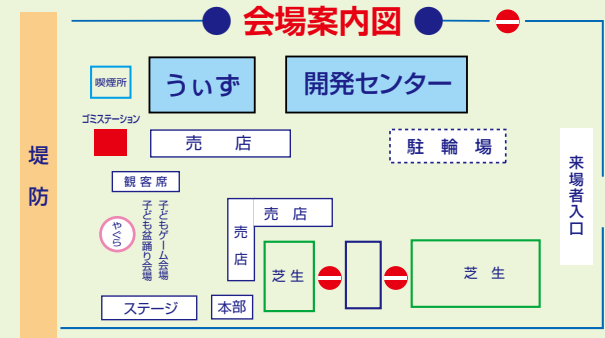 会場案内図
喫煙所
うぃず
開発センター
ゴミステーション
売店
駐輪場
堤防
来場者入口
観客席
やぐら
子どもゲーム会場
子ども盆踊り会場
売店
売店
芝生
芝生
ステージ
本部